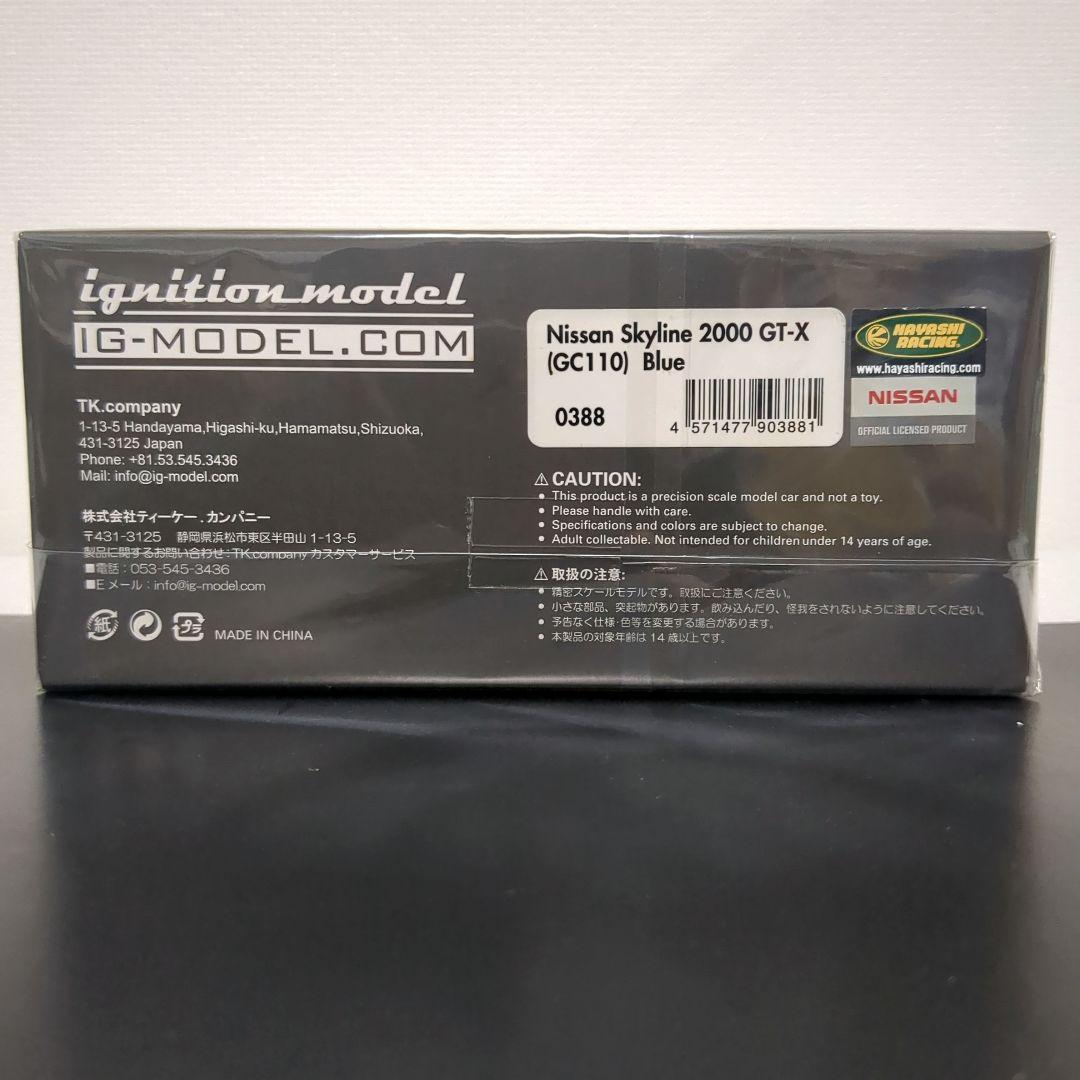 ignition model
IG-MODEL.COM
TK.company
1-13-5 Handayama,Higashi-ku,Hamamatsu,Shizuoka,
431-3125 Japan
Phone: +81.53.545.3436
Mail: info@ig-model.com
株式会社ティーケー．カンパニー
〒431-3125 静岡県浜松市東区半田山 1-13-5
製品に関するお問い合わせ:TK.company カスタマーサービス
■電話：053-545-3436
■E メール：info@ig-model.com
紙
プラ
MADE IN CHINA
Nissan Skyline 2000 GT-X
(GC110) Blue
0388
4 571477 903881
HAYASHI
RACING.
www.hayashiracing.com
NISSAN
OFFICIAL LICENSED PRODUCT
⚠ CAUTION:
● This product is a precision scale model car and not a toy.
● Please handle with care.
● Specifications and colors are subject to change.
● Adult collectable. Not intended for children under 14 years of age.
⚠ 取扱の注意:
● 精密スケールモデルです。取扱にご注意ください。
● 小さな部品、突起物があります。飲み込んだり、怪我をされないように注意してください。
● 予告なく仕様・色等を変更する場合があります。
● 本製品の対象年齢は 14 歳以上です。